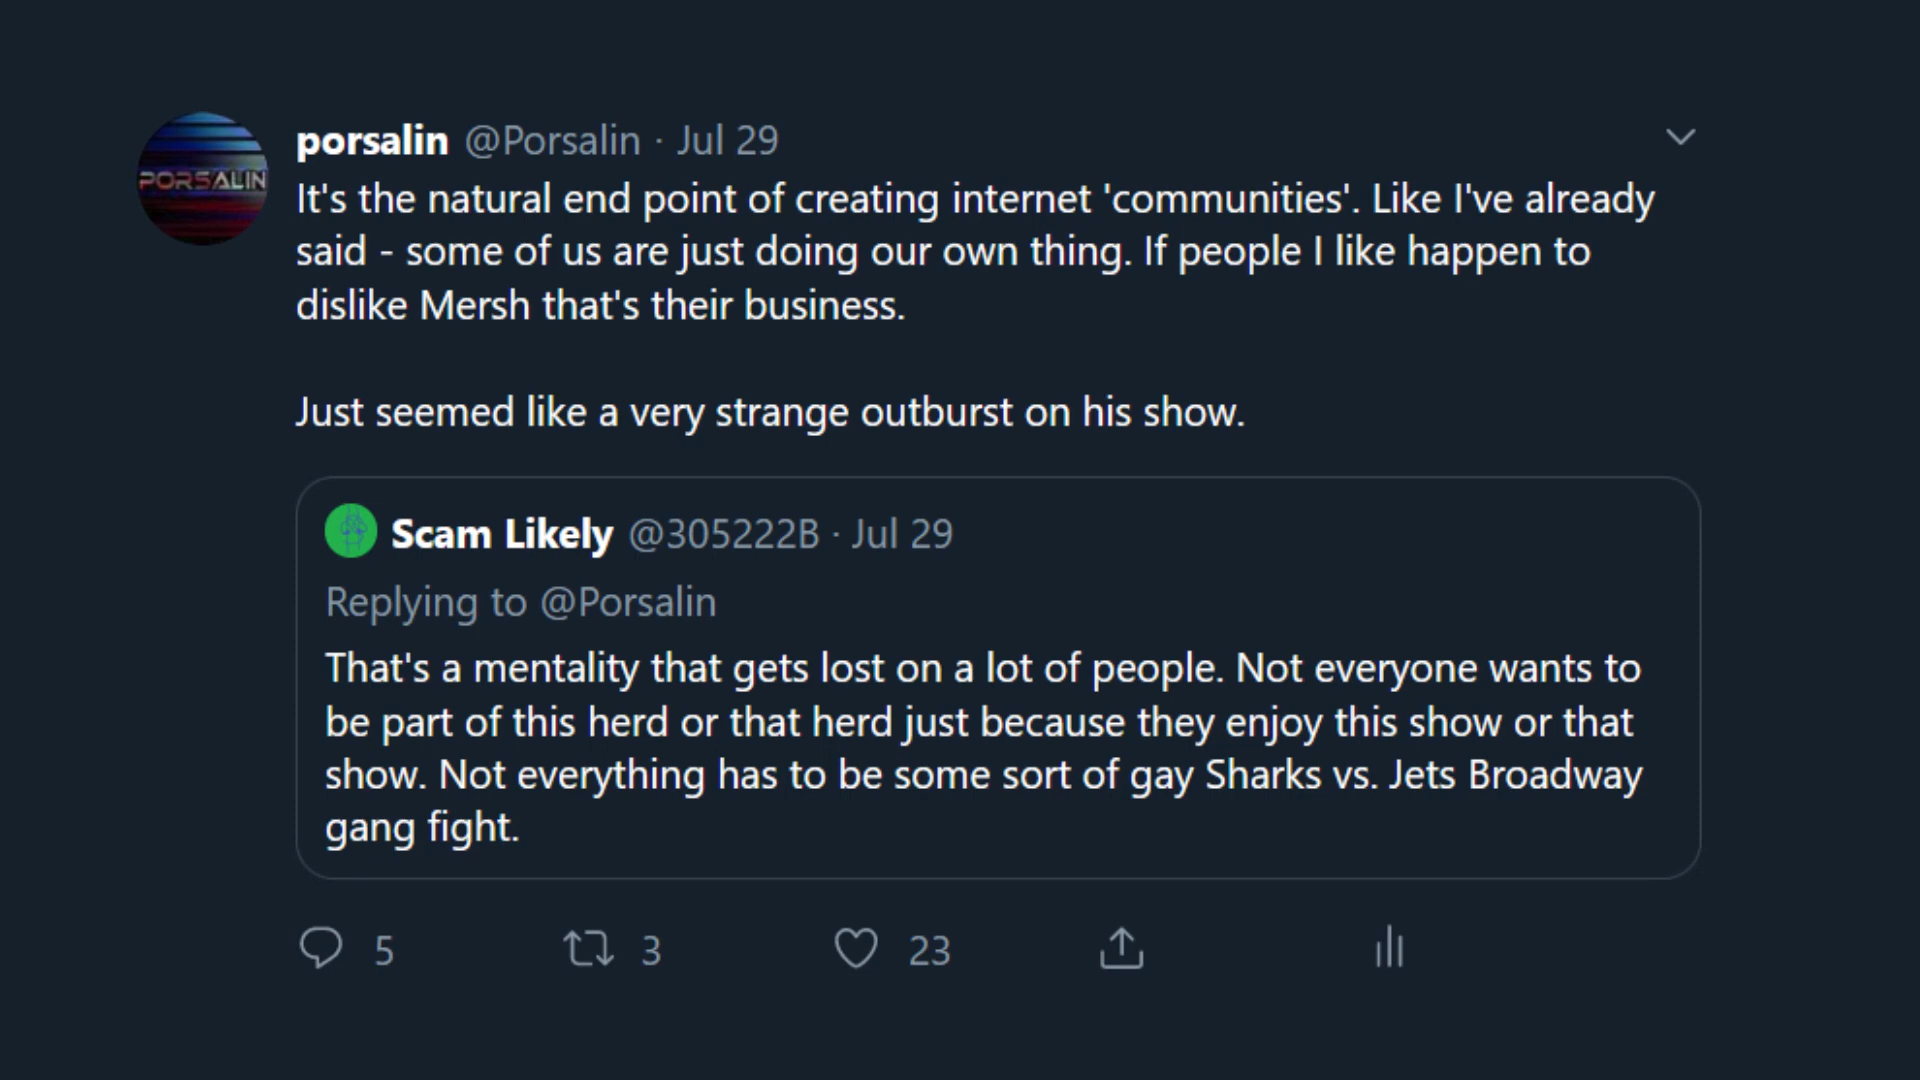 PORSALIN
porsalin @Porsalin · Jul 29
It's the natural end point of creating internet 'communities'. Like I've already
said - some of us are just doing our own thing. If people I like happen to
dislike Mersh that's their business.
Just seemed like a very strange outburst on his show.
Scam Likely @305222B · Jul 29
Replying to @Porsalin
That's a mentality that gets lost on a lot of people. Not everyone wants to
be part of this herd or that herd just because they enjoy this show or that
show. Not everything has to be some sort of gay Sharks vs. Jets Broadway
gang fight.
5 3 23